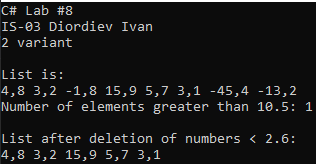 C# Lab #8
IS-03 Diordiev Ivan
2 variant
List is:
4,8 3,2 -1,8 15,9 5,7 3,1 -45,4 -13,2
Number of elements greater than 10.5: 1
List after deletion of numbers < 2.6:
4,8 3,2 15,9 5,7 3,1